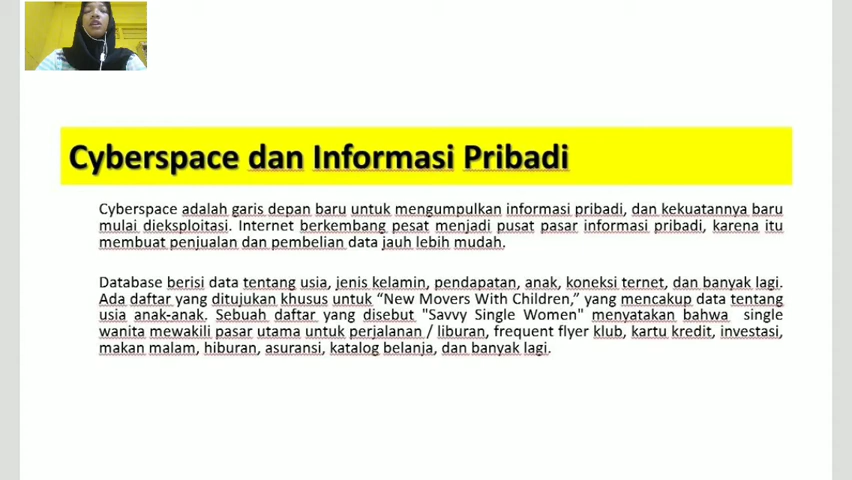 Cyberspace dan Informasi Pribadi
Cyberspace adalah garis depan baru untuk mengumpulkan informasi pribadi, dan kekuatannya baru
mulai dieksploitasi. Internet berkembang pesat menjadi pusat pasar informasi pribadi, karena itu
membuat penjualan dan pembelian data jauh lebih mudah.
Database berisi data tentang usia, jenis kelamin, pendapatan, anak, koneksi ternet, dan banyak lagi.
Ada daftar yang ditujukan khusus untuk “New Movers With Children,” yang mencakup data tentang
usia anak-anak. Sebuah daftar yang disebut "Savvy Single Women" menyatakan bahwa single
wanita mewakili pasar utama untuk perjalanan / liburan, frequent flyer klub, kartu kredit, investasi,
makan malam, hiburan, asuransi, katalog belanja, dan banyak lagi.